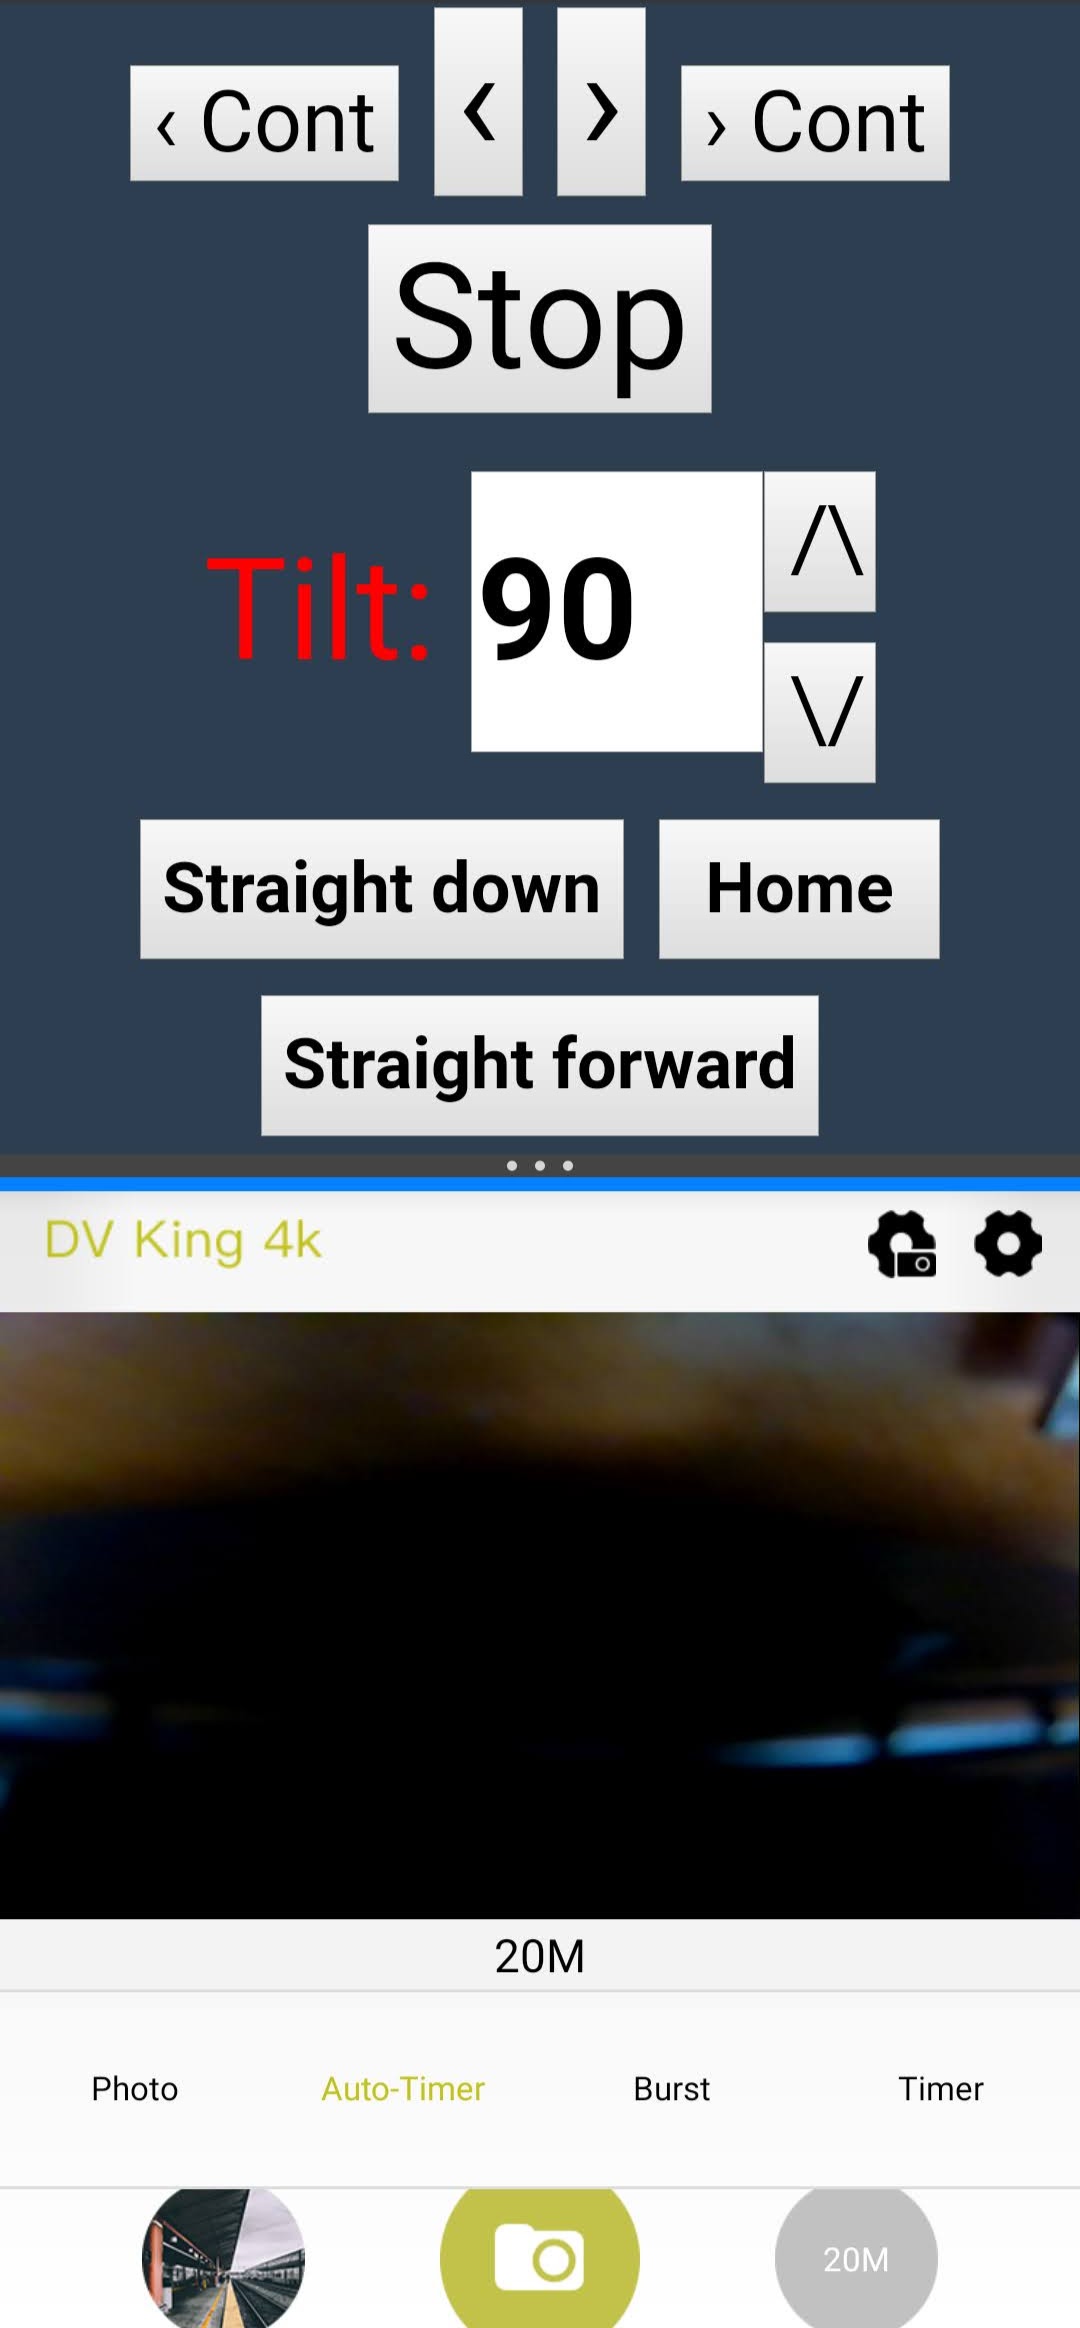 ‹ Cont ‹ › › Cont
Stop
Tilt: 90 /\
\/
Straight down Home
Straight forward
DV King 4k
20M
Photo Auto-Timer Burst Timer
20M